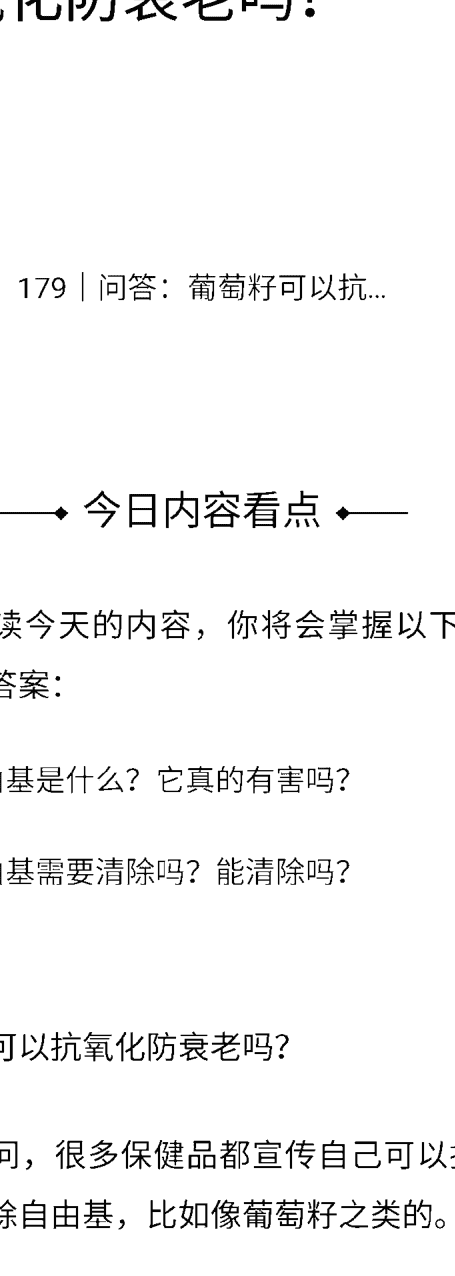 化防衰老吗?
179｜问答：葡萄籽可以抗...
今日内容看点
读今天的内容，你将会掌握以下
答案：
基是什么？它真的有害吗？
基需要清除吗？能清除吗？
可以抗氧化防衰老吗？
问，很多保健品都宣传自己可以
除自由基，比如像葡萄籽之类的。